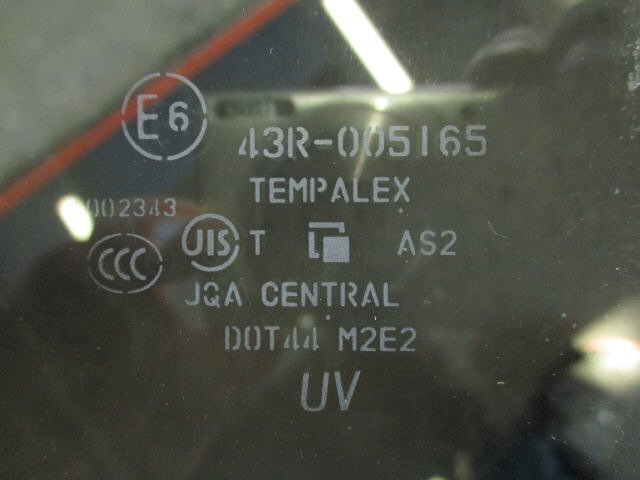 E6
43R-005165
TEMPALEX
002343
CCC
JIS T AS2
JQA CENTRAL
DOT44 M2E2
UV